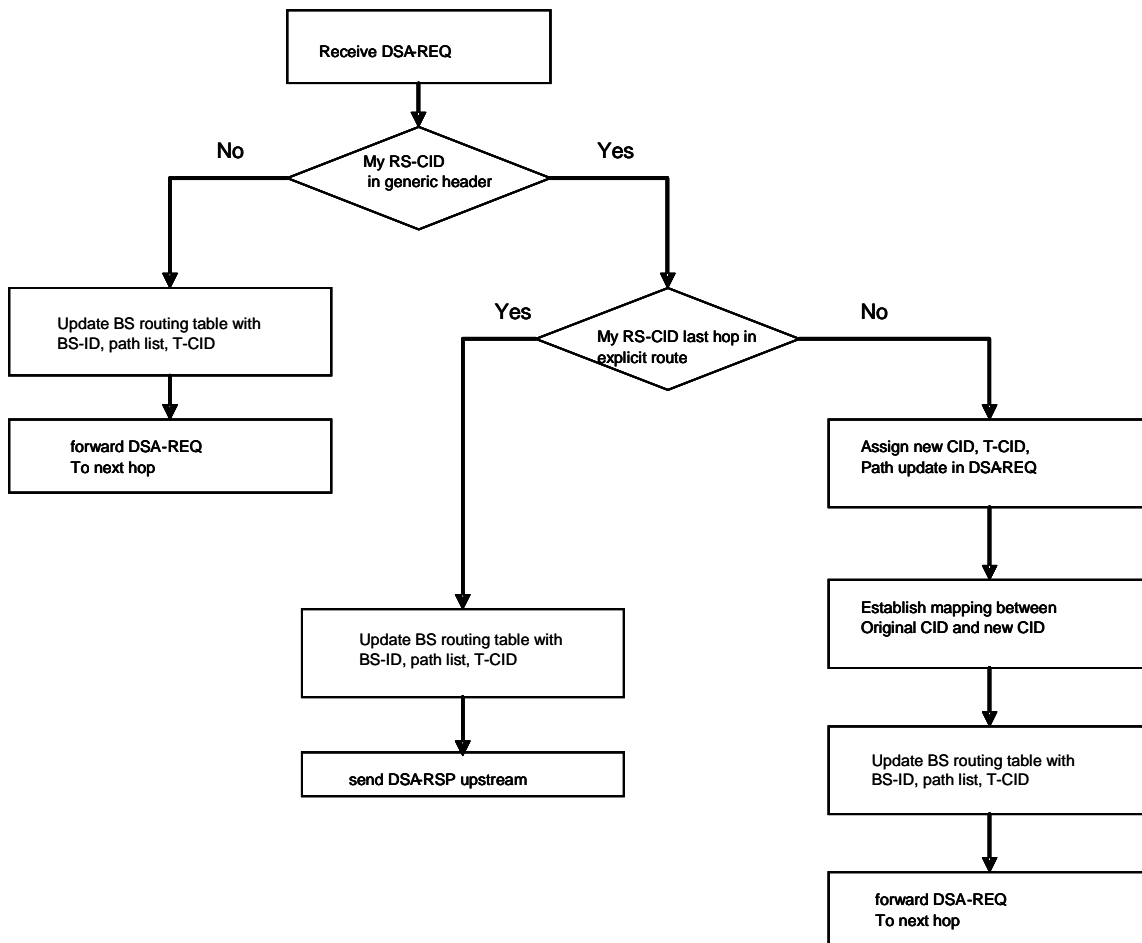 Receive DSA-REQ
No
Yes
My RS-CID
in generic header
Update BS routing table with
BS-ID, path list, T-CID
forward DSA-REQ
To next hop
Yes
No
My RS-CID last hop in
explicit route
Assign new CID, T-CID,
Path update in DSA-REQ
Establish mapping between
Original CID and new CID
Update BS routing table with
BS-ID, path list, T-CID
send DSA-RSP upstream
Update BS routing table with
BS-ID, path list, T-CID
forward DSA-REQ
To next hop